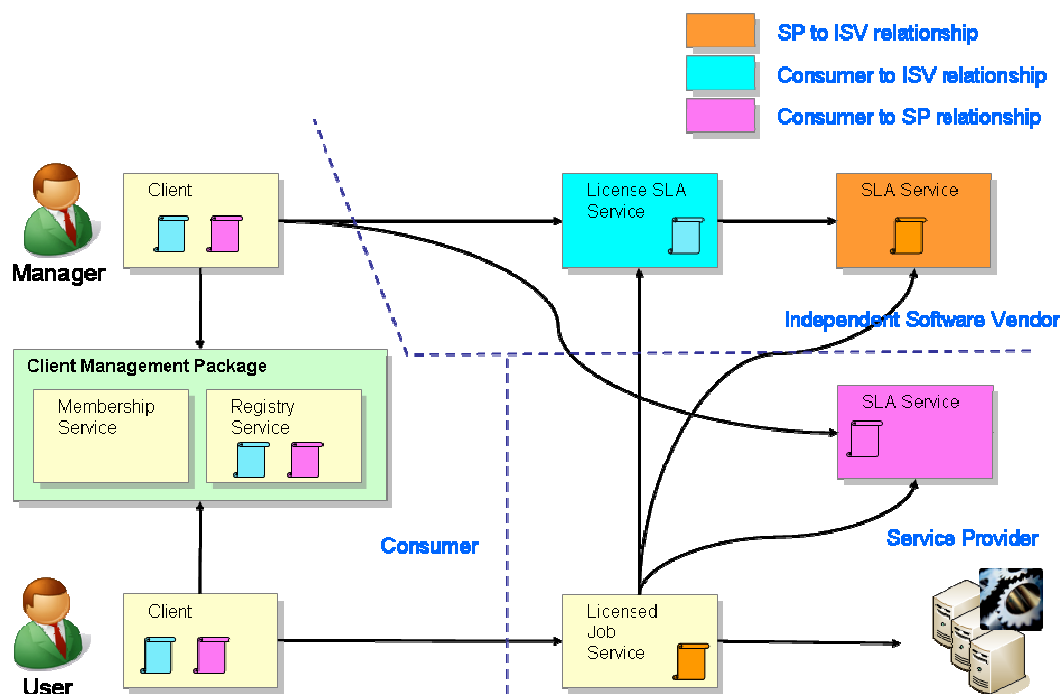 SP to ISV relationship
Consumer to ISV relationship
Consumer to SP relationship
Client
License SLA
Service
SLA Service
Manager
Independent Software Vendor
Client Management Package
Membership
Service
Registry
Service
SLA Service
Consumer
Service Provider
Client
Licensed
Job
Service
User